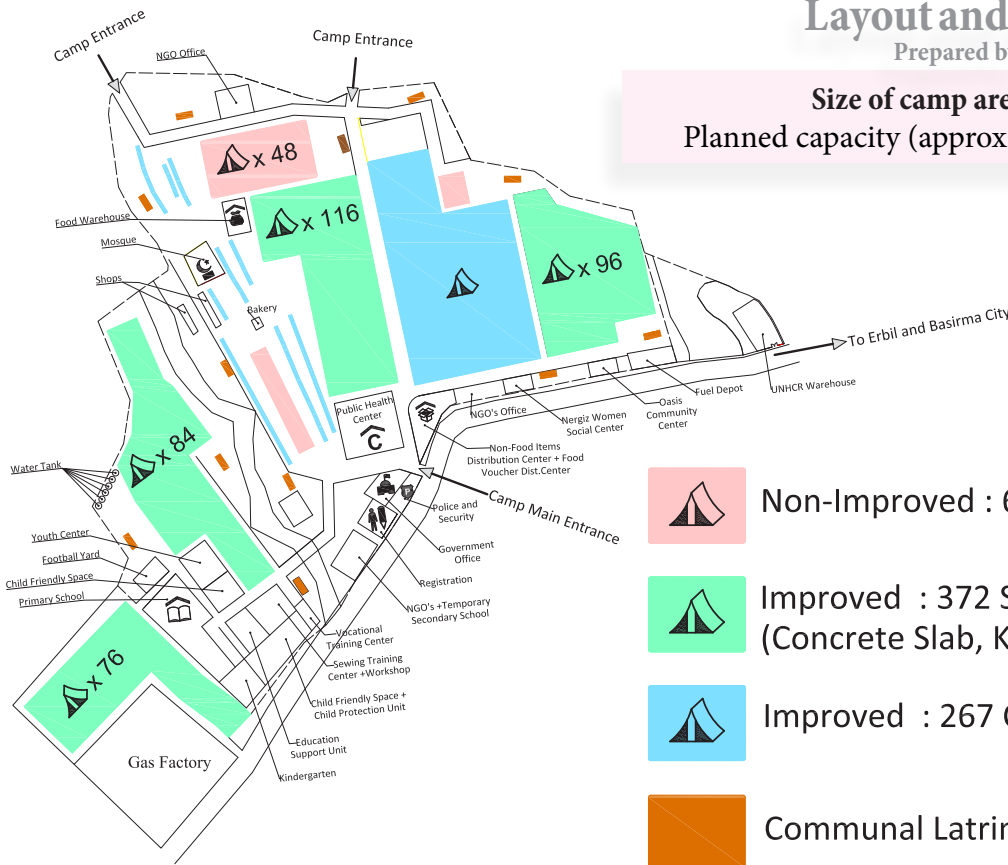 Layout and
Prepared b
Size of camp are
Planned capacity (approx
Camp Entrance
Camp Entrance
NGO Office
x 48
Food Warehouse
x 116
Mosque
x 96
Shops
Bakery
To Erbil and Basirma City
UNHCR Warehouse
Fuel Depot
Oasis
Community
Center
Nergiz Women
Social Center
NGO's Office
Public Health
Center
C
Non-Food Items
Distribution Center + Food
Voucher Dist.Center
x 84
Water Tank
Camp Main Entrance
Police and
Security
Government
Office
Registration
NGO's +Temporary
Secondary School
Youth Center
Football Yard
Child Friendly Space
Primary School
Vocational
Training Center
Sewing Training
Center +Workshop
Child Friendly Space +
Child Protection Unit
Education
Support Unit
Kindergarten
x 76
Gas Factory
Non-Improved : 6
Improved : 372 S
(Concrete Slab, K
Improved : 267
Communal Latrin